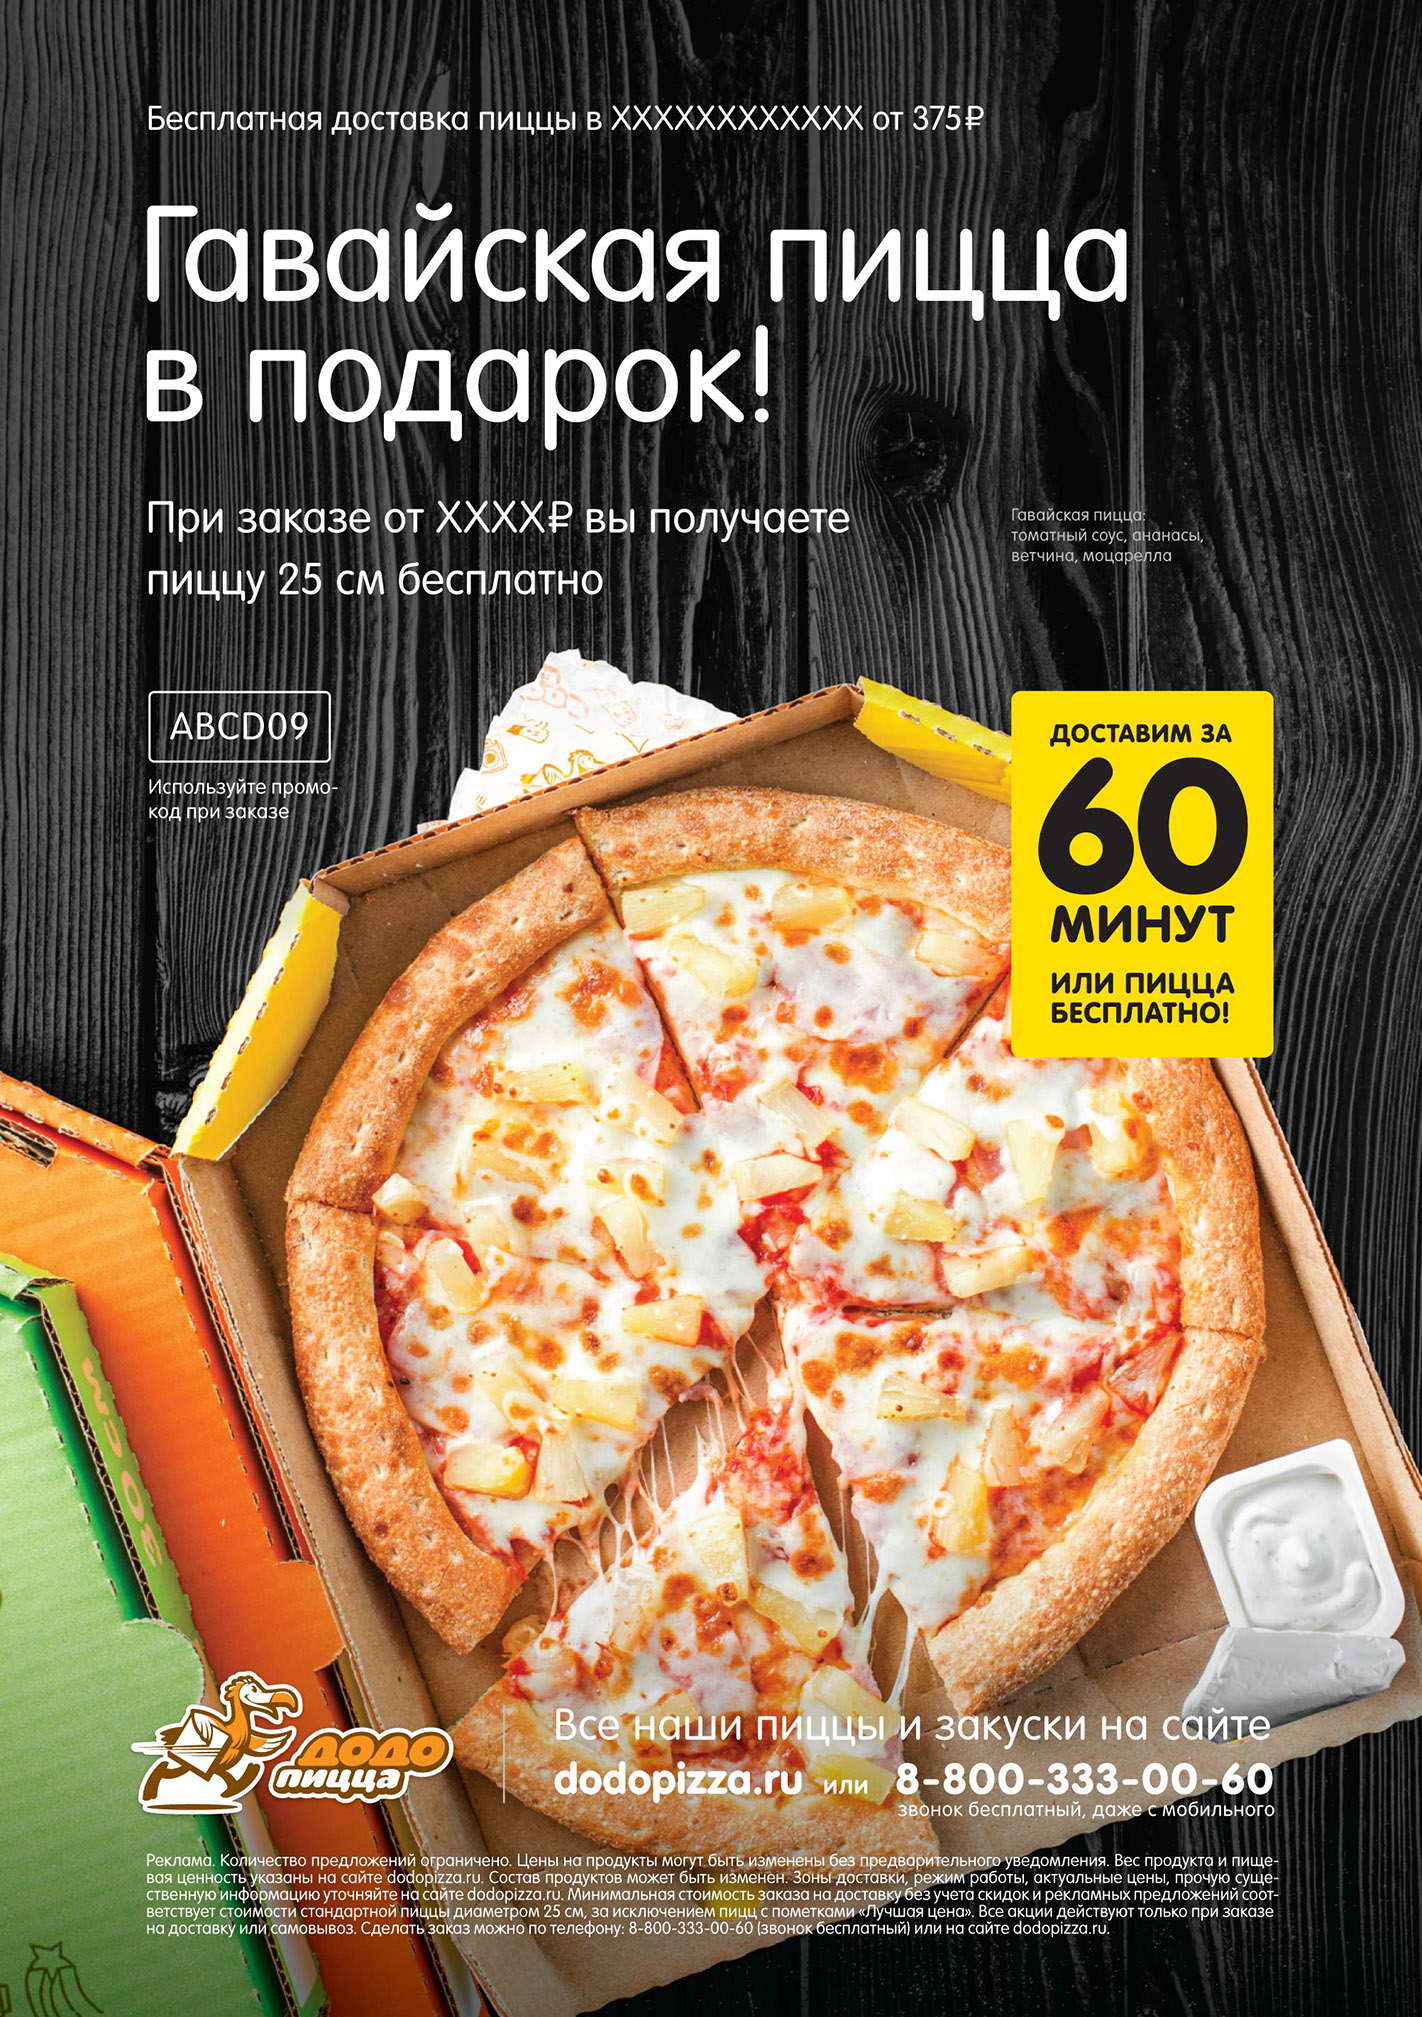 Бесплатная доставка пиццы в XXXXXXXXXXXX от 375₽
Гавайская пицца
в подарок!
При заказе от XXXX₽ вы получаете
пиццу 25 см бесплатно
Гавайская пицца:
томатный соус, ананасы,
ветчина, моцарелла
ABCD09
Используйте промо-
код при заказе
ДОСТАВИМ ЗА
60
МИНУТ
ИЛИ ПИЦЦА
БЕСПЛАТНО!
30 см
ДОДО
пицца
Все наши пиццы и закуски на сайте
dodopizza.ru или 8-800-333-00-60
звонок бесплатный, даже с мобильного
Реклама. Количество предложений ограничено. Цены на продукты могут быть изменены без предварительного уведомления. Вес продукта и пище-
вая ценность указаны на сайте dodopizza.ru. Состав продуктов может быть изменен. Зоны доставки, режим работы, актуальные цены, прочую суще-
ственную информацию уточняйте на сайте dodopizza.ru. Минимальная стоимость заказа на доставку без учета скидок и рекламных предложений соот-
ветствует стоимости стандартной пиццы диаметром 25 см, за исключением пицц с пометками «Лучшая цена». Все акции действуют только при заказе
на доставку или самовывоз. Сделать заказ можно по телефону: 8-800-333-00-60 (звонок бесплатный) или на сайте dodopizza.ru.